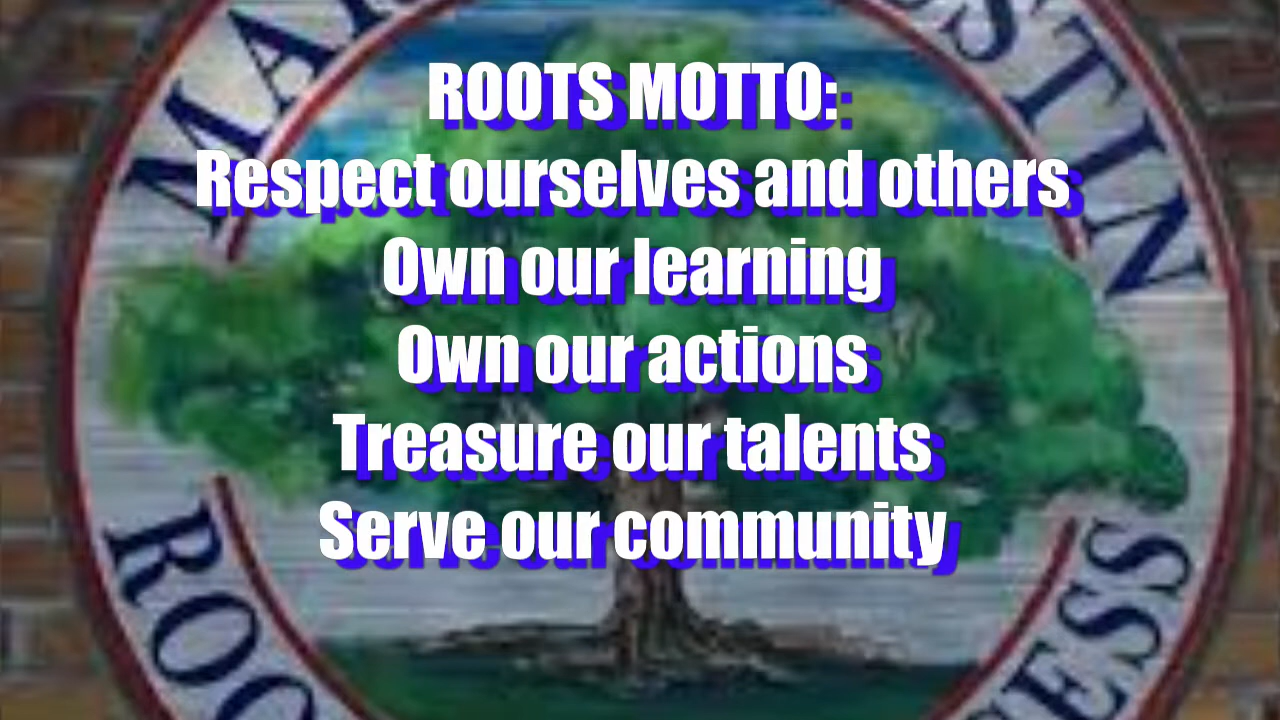 ROOTS MOTTO:
Respect ourselves and others
Own our learning
Own our actions
Treasure our talents
Serve our community